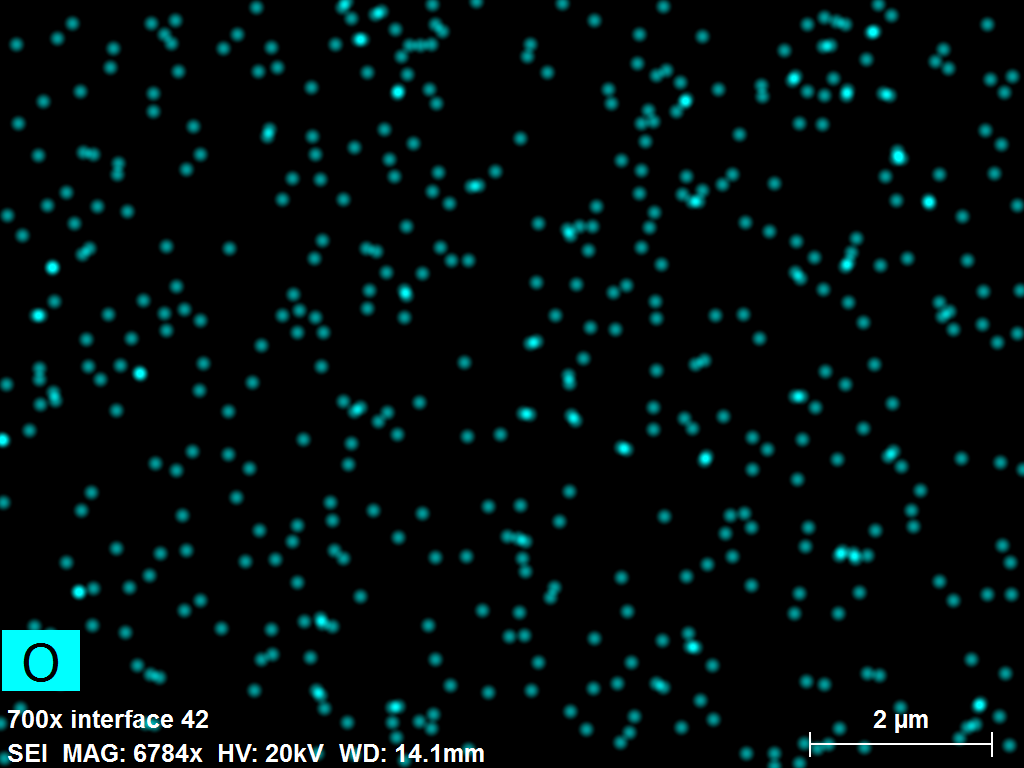 O
700x interface 42
2 µm
SEI MAG: 6784x HV: 20kV WD: 14.1mm